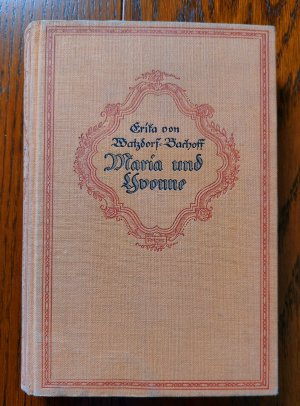 Erika von
Watzdorf-Bachoff
Maria und
Yvonne